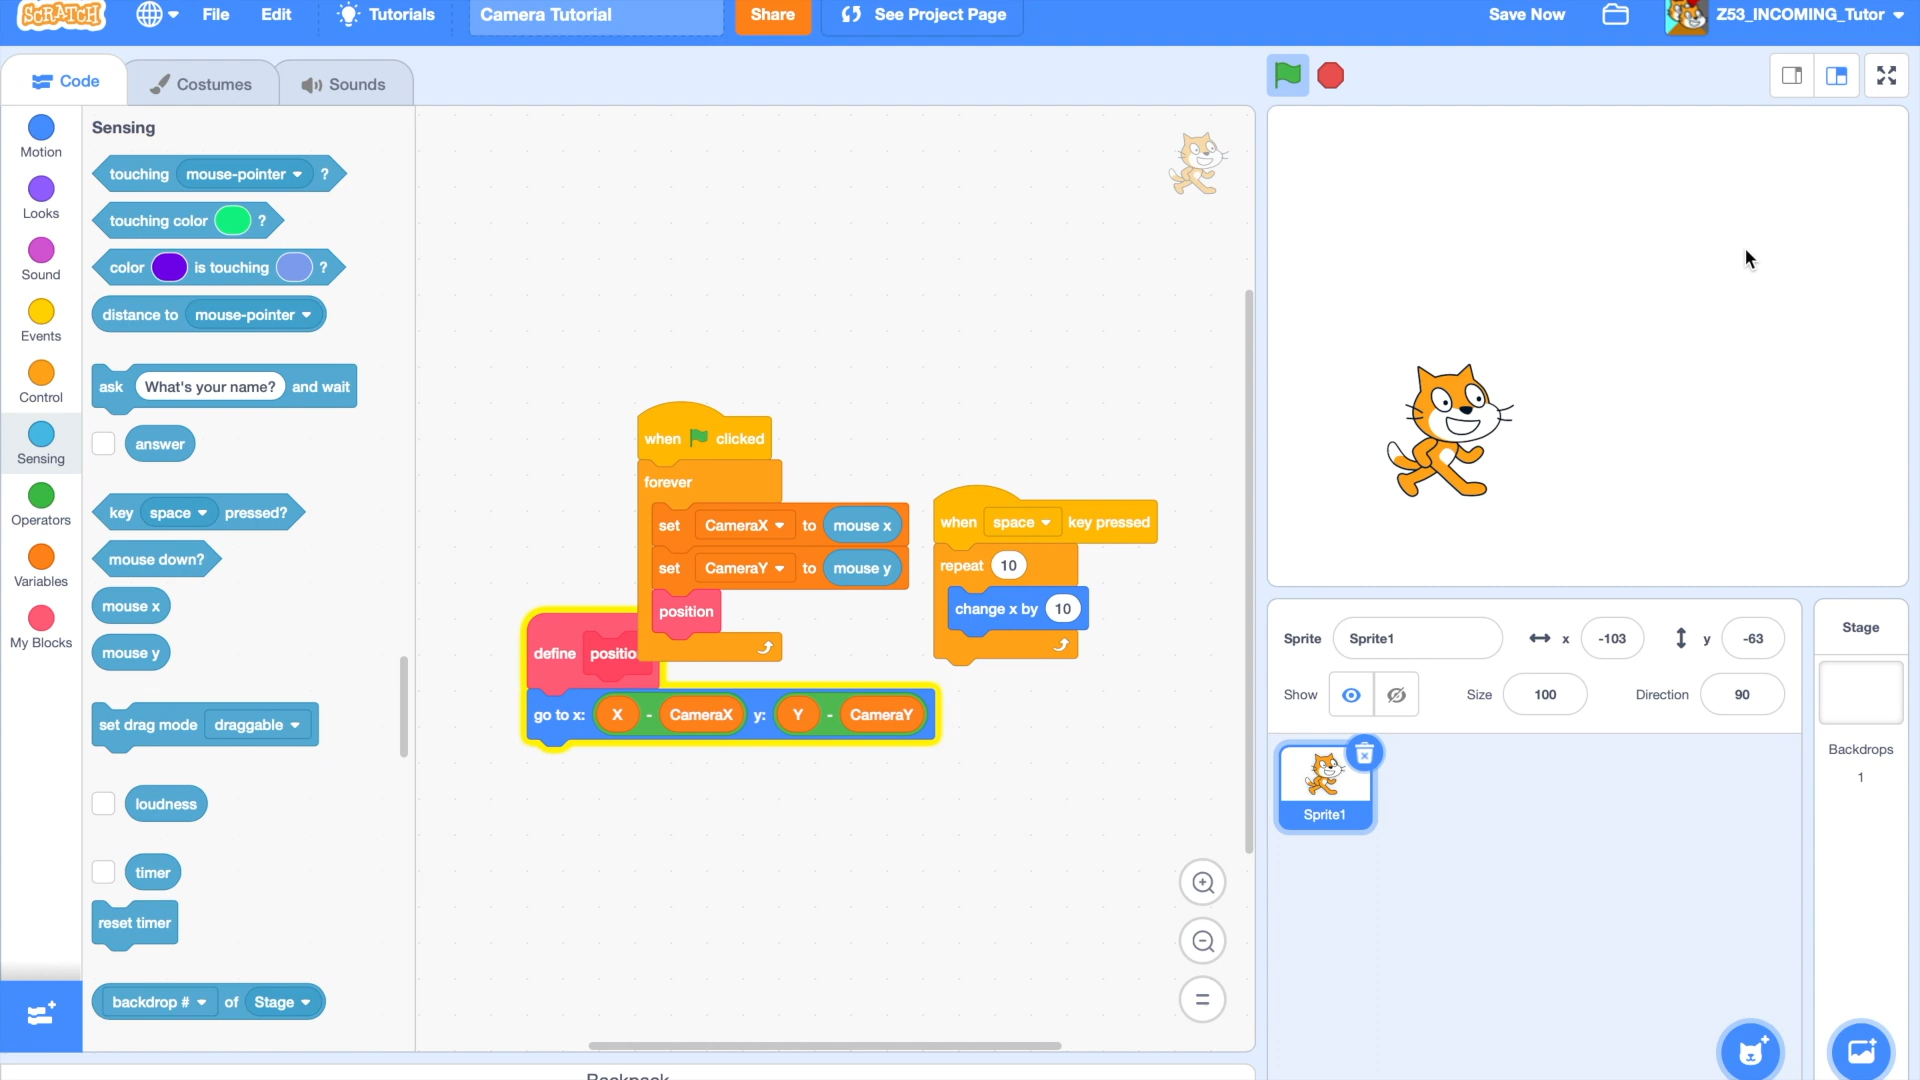 SCRATCH
File
Edit
Tutorials
Camera Tutorial
Share
See Project Page
Save Now
Z53_INCOMING_Tutor
Code
Costumes
Sounds
Motion
Looks
Sound
Events
Control
Sensing
Operators
Variables
My Blocks
Sensing
touching mouse-pointer ?
touching color ?
color is touching ?
distance to mouse-pointer
ask What's your name? and wait
answer
key space pressed?
mouse down?
mouse x
mouse y
set drag mode draggable
loudness
timer
reset timer
backdrop # of Stage
when clicked
forever
set CameraX to mouse x
set CameraY to mouse y
position
define positio
go to x: X - CameraX y: Y - CameraY
when space key pressed
repeat 10
change x by 10
Backpack
Sprite Sprite1 x -103 y -63
Show Size 100 Direction 90
Sprite1
Stage
Backdrops
1